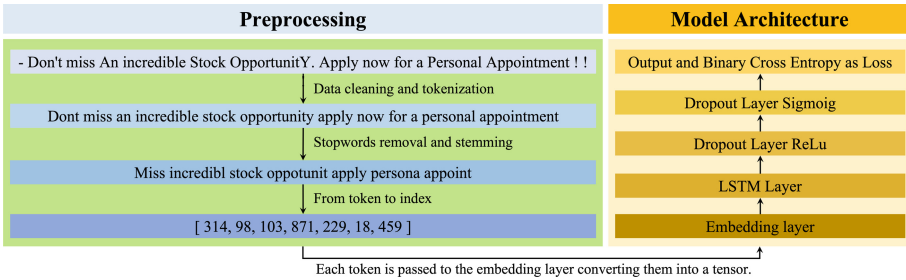 Preprocessing
- Don't miss An incredible Stock OpportunitY. Apply now for a Personal Appointment ! !
Data cleaning and tokenization
Dont miss an incredible stock opportunity apply now for a personal appointment
Stopwords removal and stemming
Miss incredibl stock oppotunit apply persona appoint
From token to index
[ 314, 98, 103, 871, 229, 18, 459 ]
Model Architecture
Output and Binary Cross Entropy as Loss
Dropout Layer Sigmoig
Dropout Layer ReLu
LSTM Layer
Embedding layer
Each token is passed to the embedding layer converting them into a tensor.